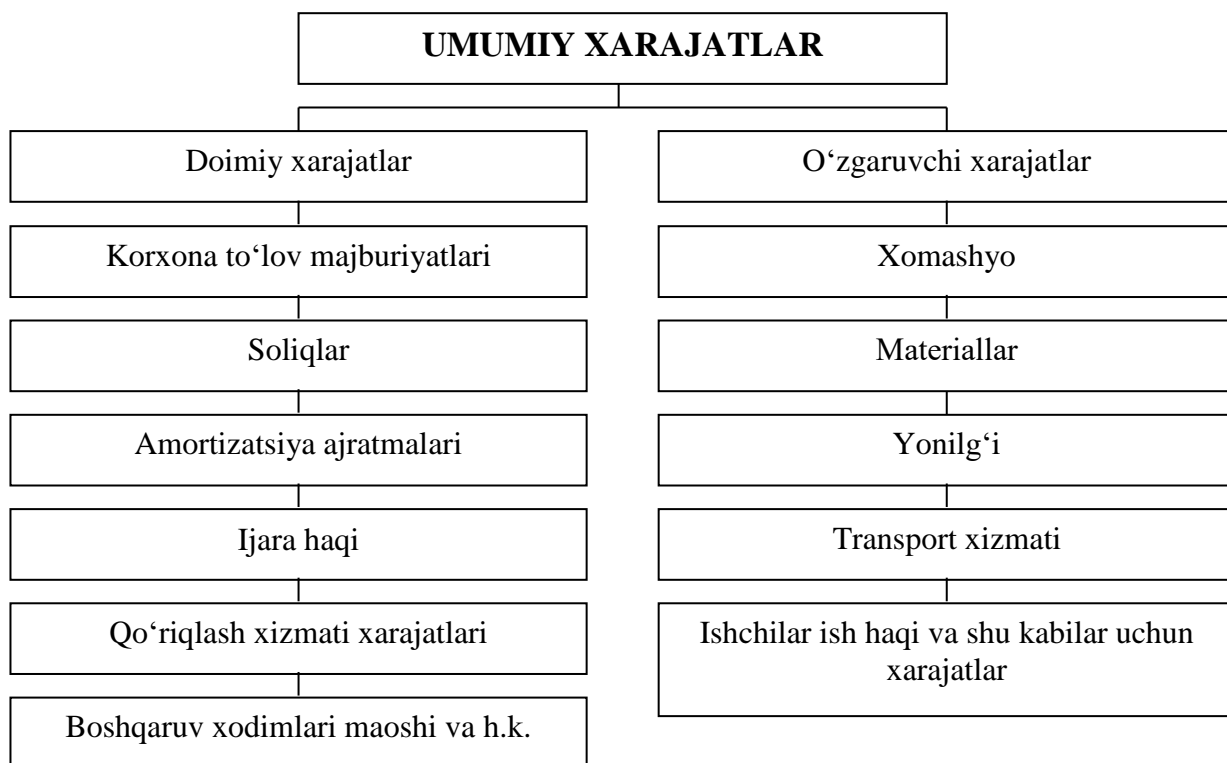 UMUMIY XARAJATLAR
Doimiy xarajatlar
Korxona to‘lov majburiyatlari
Soliqlar
Amortizatsiya ajratmalari
Ijara haqi
Qo‘riqlash xizmati xarajatlari
Boshqaruv xodimlari maoshi va h.k.
O‘zgaruvchi xarajatlar
Xomashyo
Materiallar
Yonilg‘i
Transport xizmati
Ishchilar ish haqi va shu kabilar uchun
xarajatlar